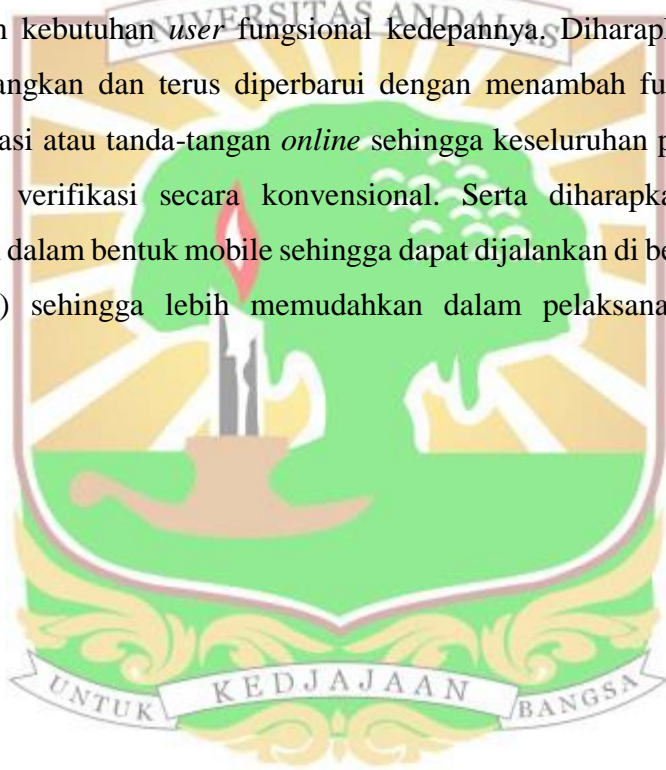 n kebutuhan user fungsional kedepannya. Diharapk
UNIVERSITAS ANDALAS
angkan dan terus diperbarui dengan menambah fu
asi atau tanda-tangan online sehingga keseluruhan p
verifikasi secara konvensional. Serta diharapka
dalam bentuk mobile sehingga dapat dijalankan di be
) sehingga lebih memudahkan dalam pelaksana
UNTUK KEDJAJAAN BANGSA